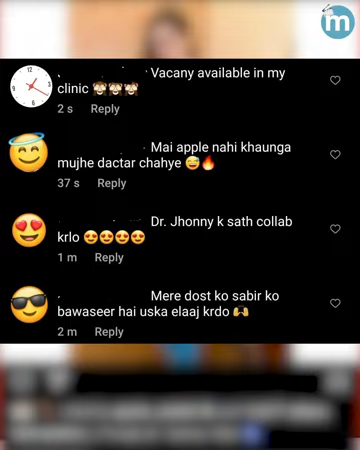 m
Vacany available in my
clinic 🙈🙈🙈
2 s Reply
Mai apple nahi khaunga
mujhe dactar chahye 😅🔥
37 s Reply
Dr. Jhonny k sath collab
krlo 😍😍😍😍
1 m Reply
Mere dost ko sabir ko
bawaseer hai uska elaaj krdo 🙌
2 m Reply